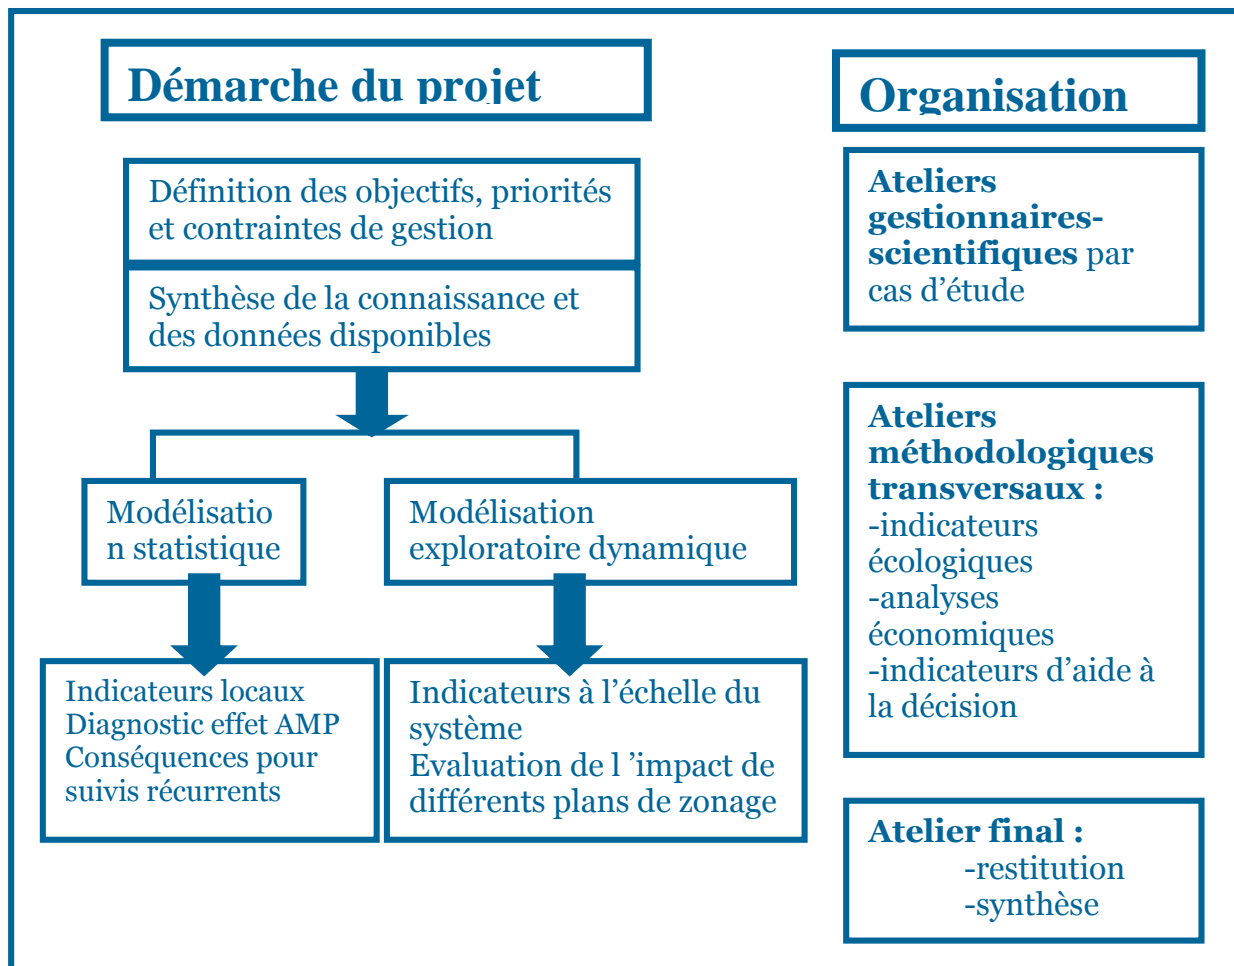 Démarche du projet
Définition des objectifs, priorités
et contraintes de gestion
Synthèse de la connaissance et
des données disponibles
Modélisatio
n statistique
Modélisation
exploratoire dynamique
Indicateurs locaux
Diagnostic effet AMP
Conséquences pour
suivis récurrents
Indicateurs à l’échelle du
système
Evaluation de l ’impact de
différents plans de zonage
Organisation
Ateliers
gestionnaires-
scientifiques par
cas d’étude
Ateliers
méthodologiques
transversaux :
-indicateurs
écologiques
-analyses
économiques
-indicateurs d’aide à
la décision
Atelier final :
-restitution
-synthèse